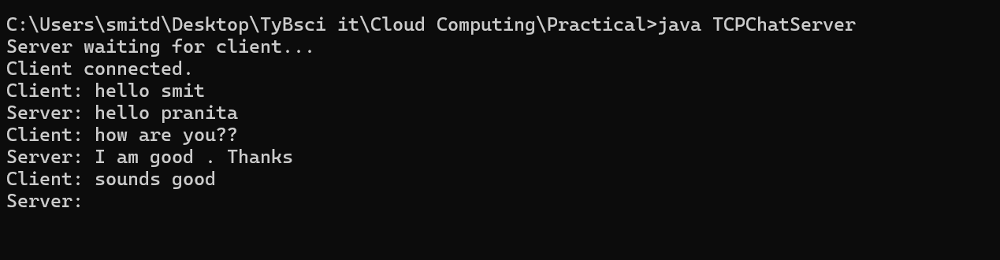 C:\Users\smitd\Desktop\TyBsci it\Cloud Computing\Practical>java TCPChatServer
Server waiting for client...
Client connected.
Client: hello smit
Server: hello pranita
Client: how are you??
Server: I am good . Thanks
Client: sounds good
Server: